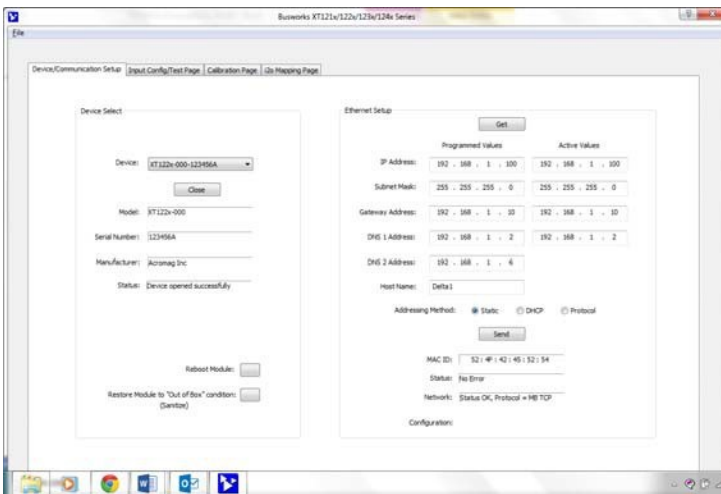 Busworks XT121x/122x/123x/124x Series
File
Device/Communication Setup Input Config/Test Page Calibration Page i2o Mapping Page
Device Select
Device: XT122x-000-123456A
Close
Model: XT122x-000
Serial Number: 123456A
Manufacturer: Acromag Inc
Status: Device opened successfully
Reboot Module:
Restore Module to "Out of Box" condition:
(Sanitize)
Ethernet Setup
Get
Programmed Values Active Values
IP Address: 192 . 168 . 1 . 100 192 . 168 . 1 . 100
Subnet Mask: 255 . 255 . 255 . 0 255 . 255 . 255 . 0
Gateway Address: 192 . 168 . 1 . 10 192 . 168 . 1 . 10
DNS 1 Address: 192 . 168 . 1 . 2 192 . 168 . 1 . 2
DNS 2 Address: 192 . 168 . 1 . 6
Host Name: Delta1
Addressing Method: Static DHCP Protocol
Send
MAC ID: 52 : 4F : 42 : 45 : 52 : 54
Status: No Error
Network: Status OK, Protocol = MB TCP
Configuration: